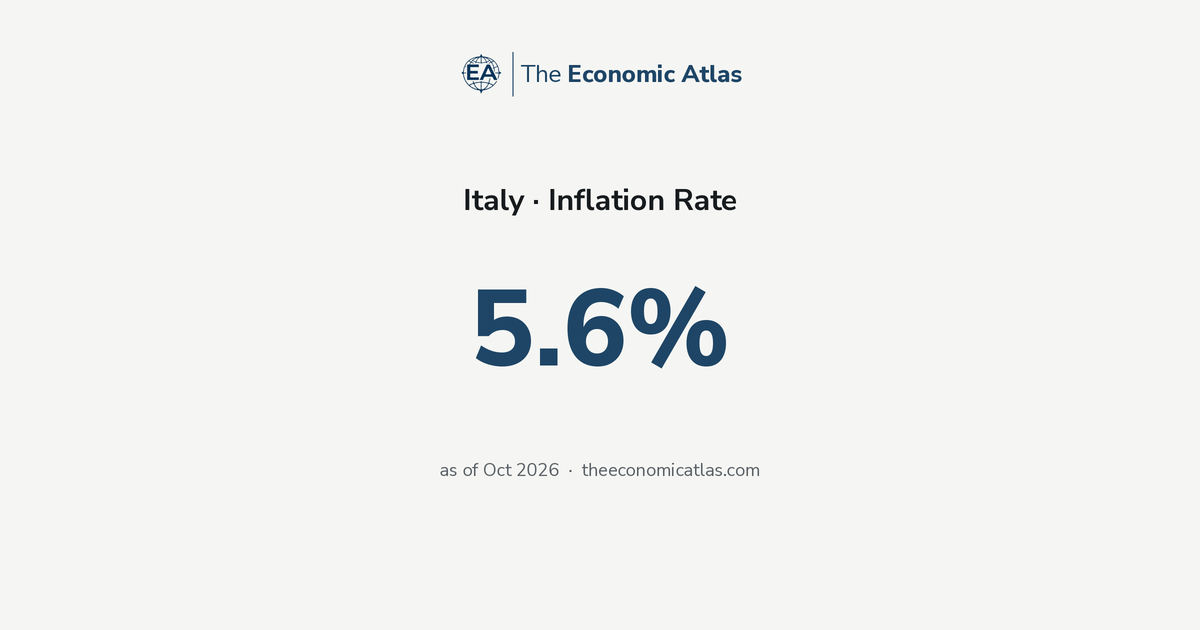 EA The Economic Atlas
Italy · Inflation Rate
5.6%
as of Oct 2026 · theeconomicatlas.com